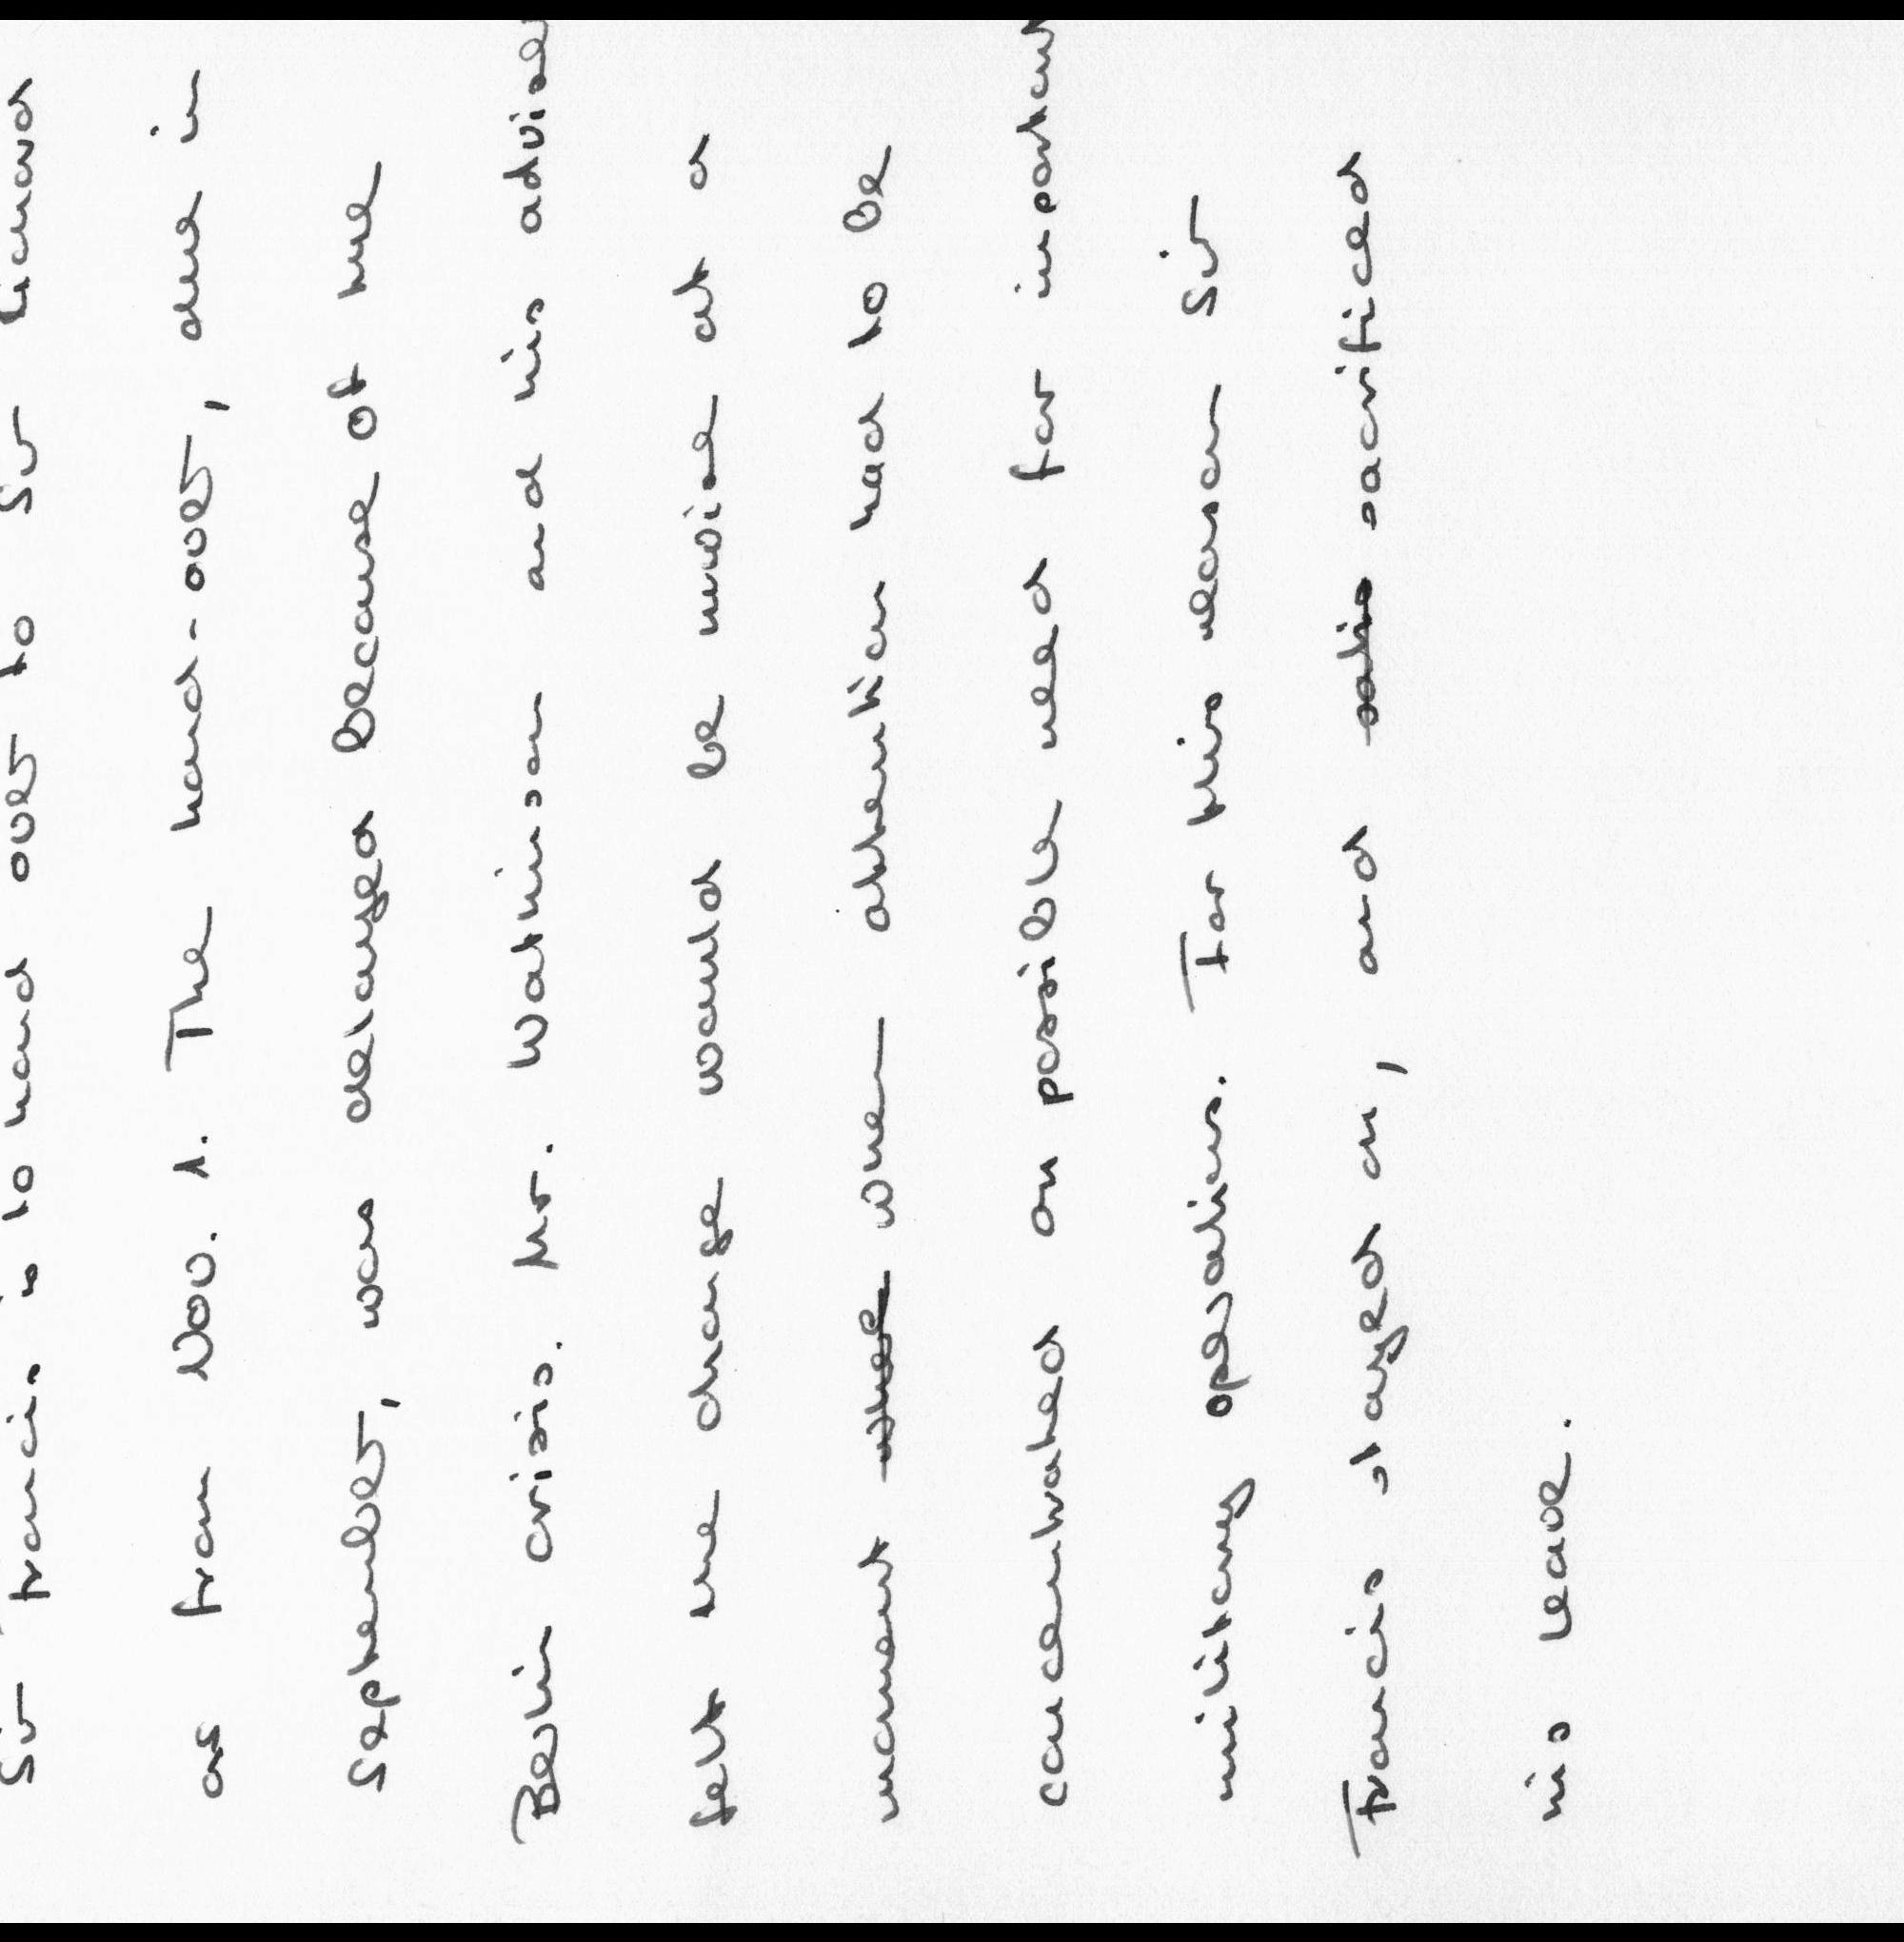 Sir Francis is to hand over to Sir Richard
as from Nov. 1. The hand-over, due in
September, was delayed because of the
Berlin crisis. Mr. Watkinson and his advise
felt the change would be unwise at a
moment when attention had to be
concentrated on possible need for important
military operations. For this reason Sir
Francis stayed on, and sacrificed
his leave.